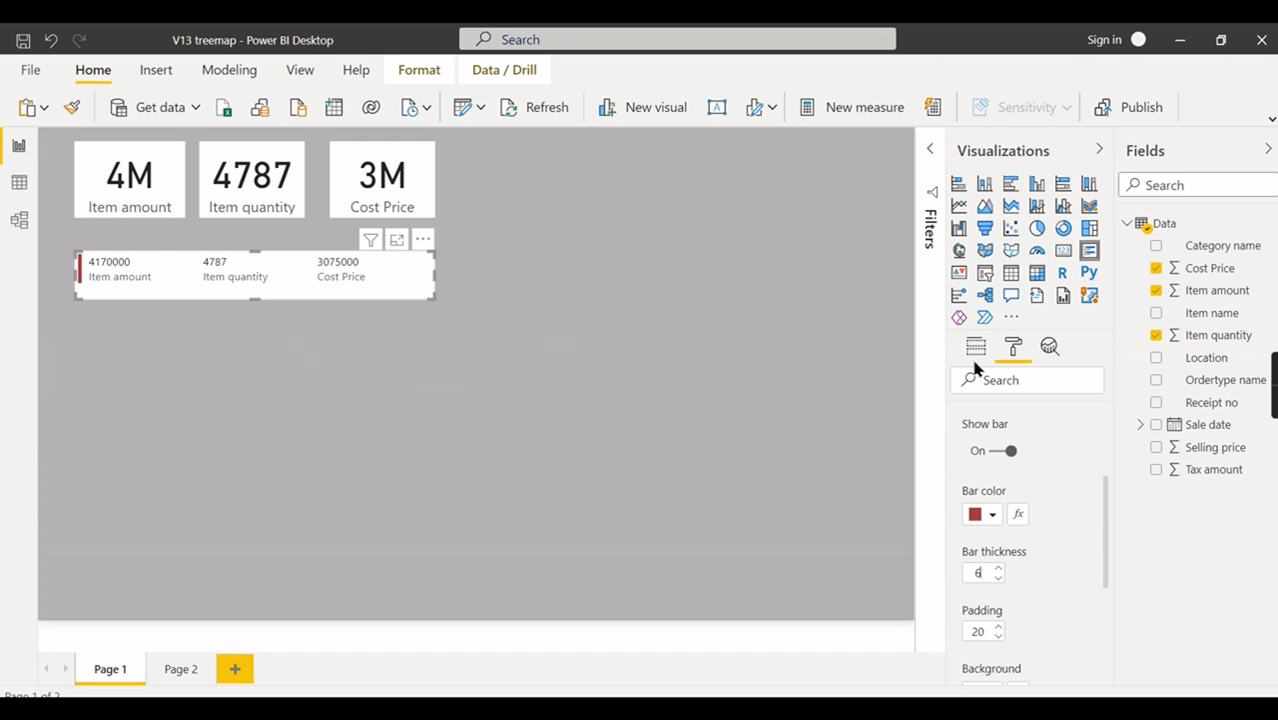 V13 treemap - Power BI Desktop
Search
Sign in
File
Home
Insert
Modeling
View
Help
Format
Data / Drill
Get data
Refresh
New visual
New measure
Sensitivity
Publish
4M
Item amount
4787
Item quantity
3M
Cost Price
4170000
Item amount
4787
Item quantity
3075000
Cost Price
Filters
Visualizations
R
Py
Search
Show bar
On
Bar color
fx
Bar thickness
6
Padding
20
Background
Fields
Search
Data
Category name
Cost Price
Item amount
Item name
Item quantity
Location
Ordertype name
Receipt no
Sale date
Selling price
Tax amount
Page 1
Page 2
Page 1 of 2